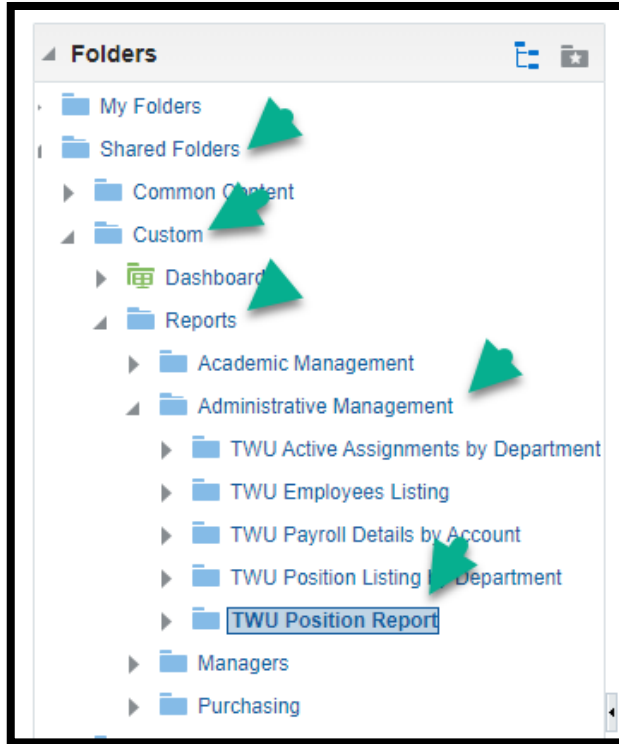 Folders
My Folders
Shared Folders
Common Content
Custom
Dashboard
Reports
Academic Management
Administrative Management
TWU Active Assignments by Department
TWU Employees Listing
TWU Payroll Details by Account
TWU Position Listing by Department
TWU Position Report
Managers
Purchasing